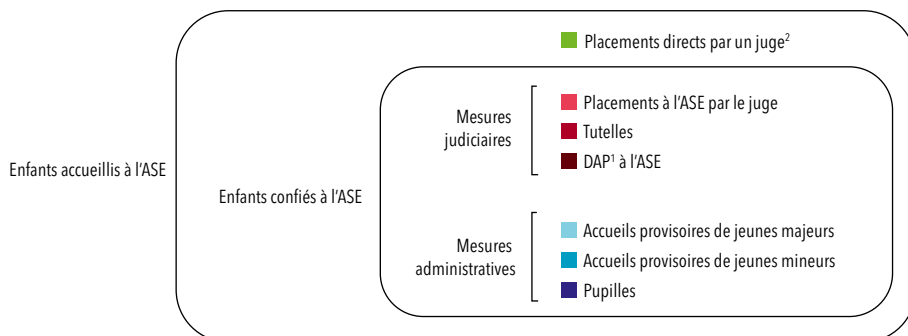 Placements directs par un juge²
Mesures
judiciaires
Placements à l'ASE par le juge
Tutelles
DAP¹ à l'ASE
Enfants accueillis à l'ASE
Enfants confiés à l'ASE
Mesures
administratives
Accueils provisoires de jeunes majeurs
Accueils provisoires de jeunes mineurs
Pupilles